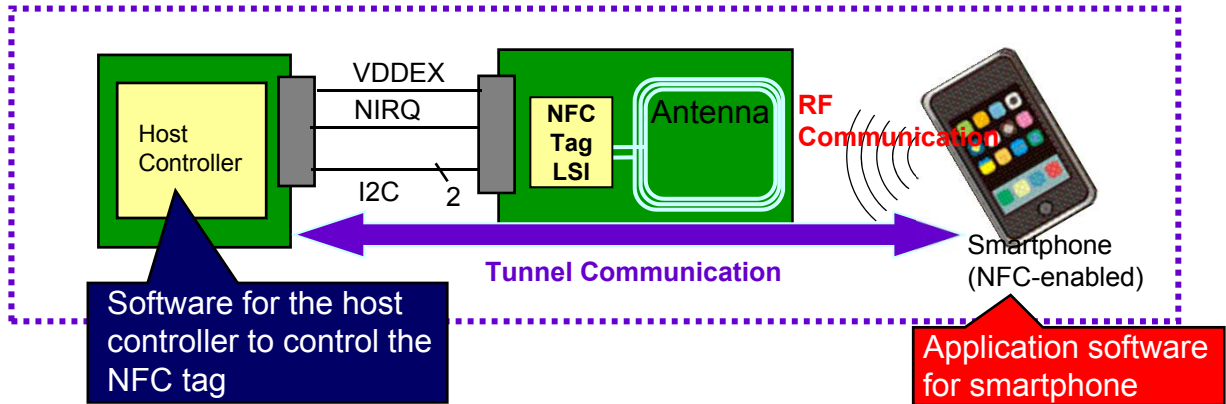 VDDEX
NIRQ
I2C
2
Host
Controller
NFC
Tag
LSI
Antenna
RF
Communication
Smartphone
(NFC-enabled)
Tunnel Communication
Software for the host
controller to control the
NFC tag
Application software
for smartphone